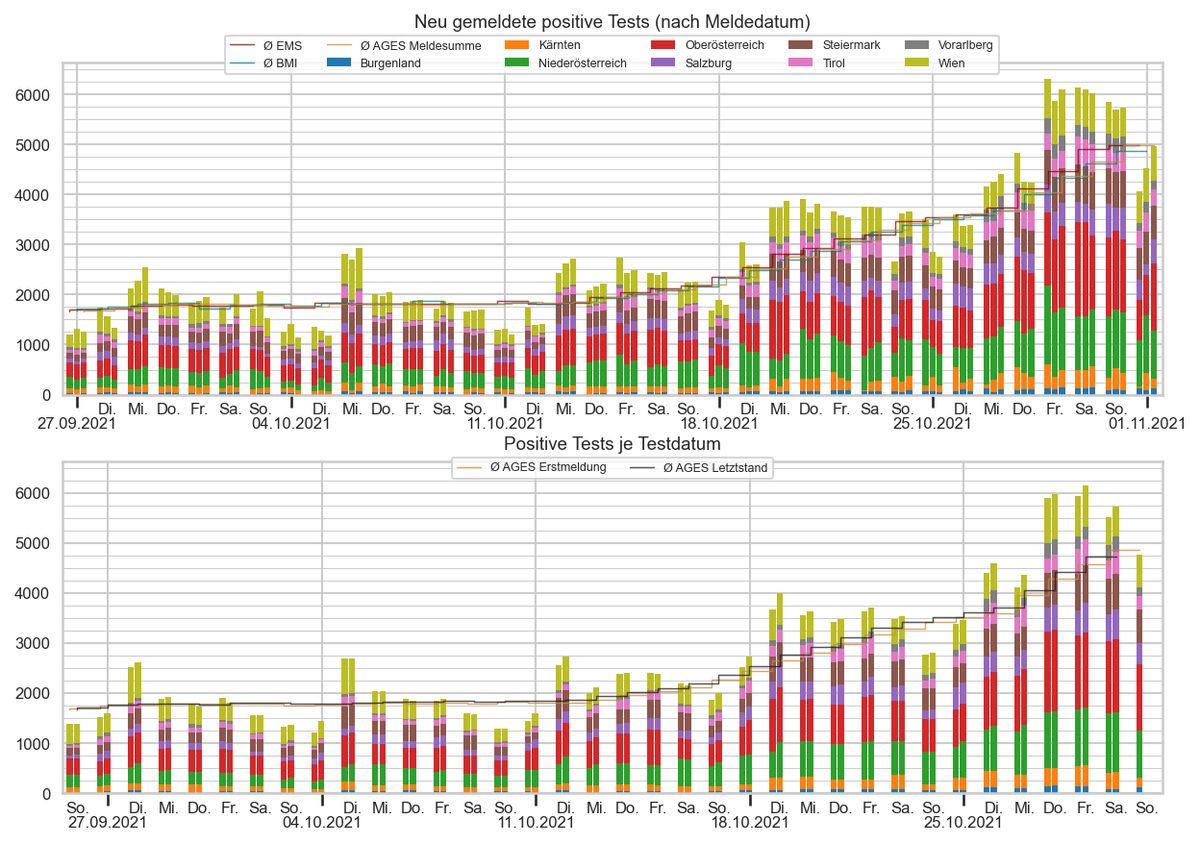 Neu gemeldete positive Tests (nach Meldedatum)
Ø EMS Ø AGES Meldesumme Kärnten Oberösterreich Steiermark Vorarlberg
Ø BMI Burgenland Niederösterreich Salzburg Tirol Wien
6000
5000
4000
3000
2000
1000
0
Di. Mi. Do. Fr. Sa. So. Di. Mi. Do. Fr. Sa. So. Di. Mi. Do. Fr. Sa. So. Di. Mi. Do. Fr. Sa. So. Di. Mi. Do. Fr. Sa. So.
27.09.2021 04.10.2021 11.10.2021 18.10.2021 25.10.2021 01.11.2021
Positive Tests je Testdatum
Ø AGES Erstmeldung Ø AGES Letztstand
6000
5000
4000
3000
2000
1000
0
So. Di. Mi. Do. Fr. Sa. So. Di. Mi. Do. Fr. Sa. So. Di. Mi. Do. Fr. Sa. So. Di. Mi. Do. Fr. Sa. So. Di. Mi. Do. Fr. Sa. So.
27.09.2021 04.10.2021 11.10.2021 18.10.2021 25.10.2021